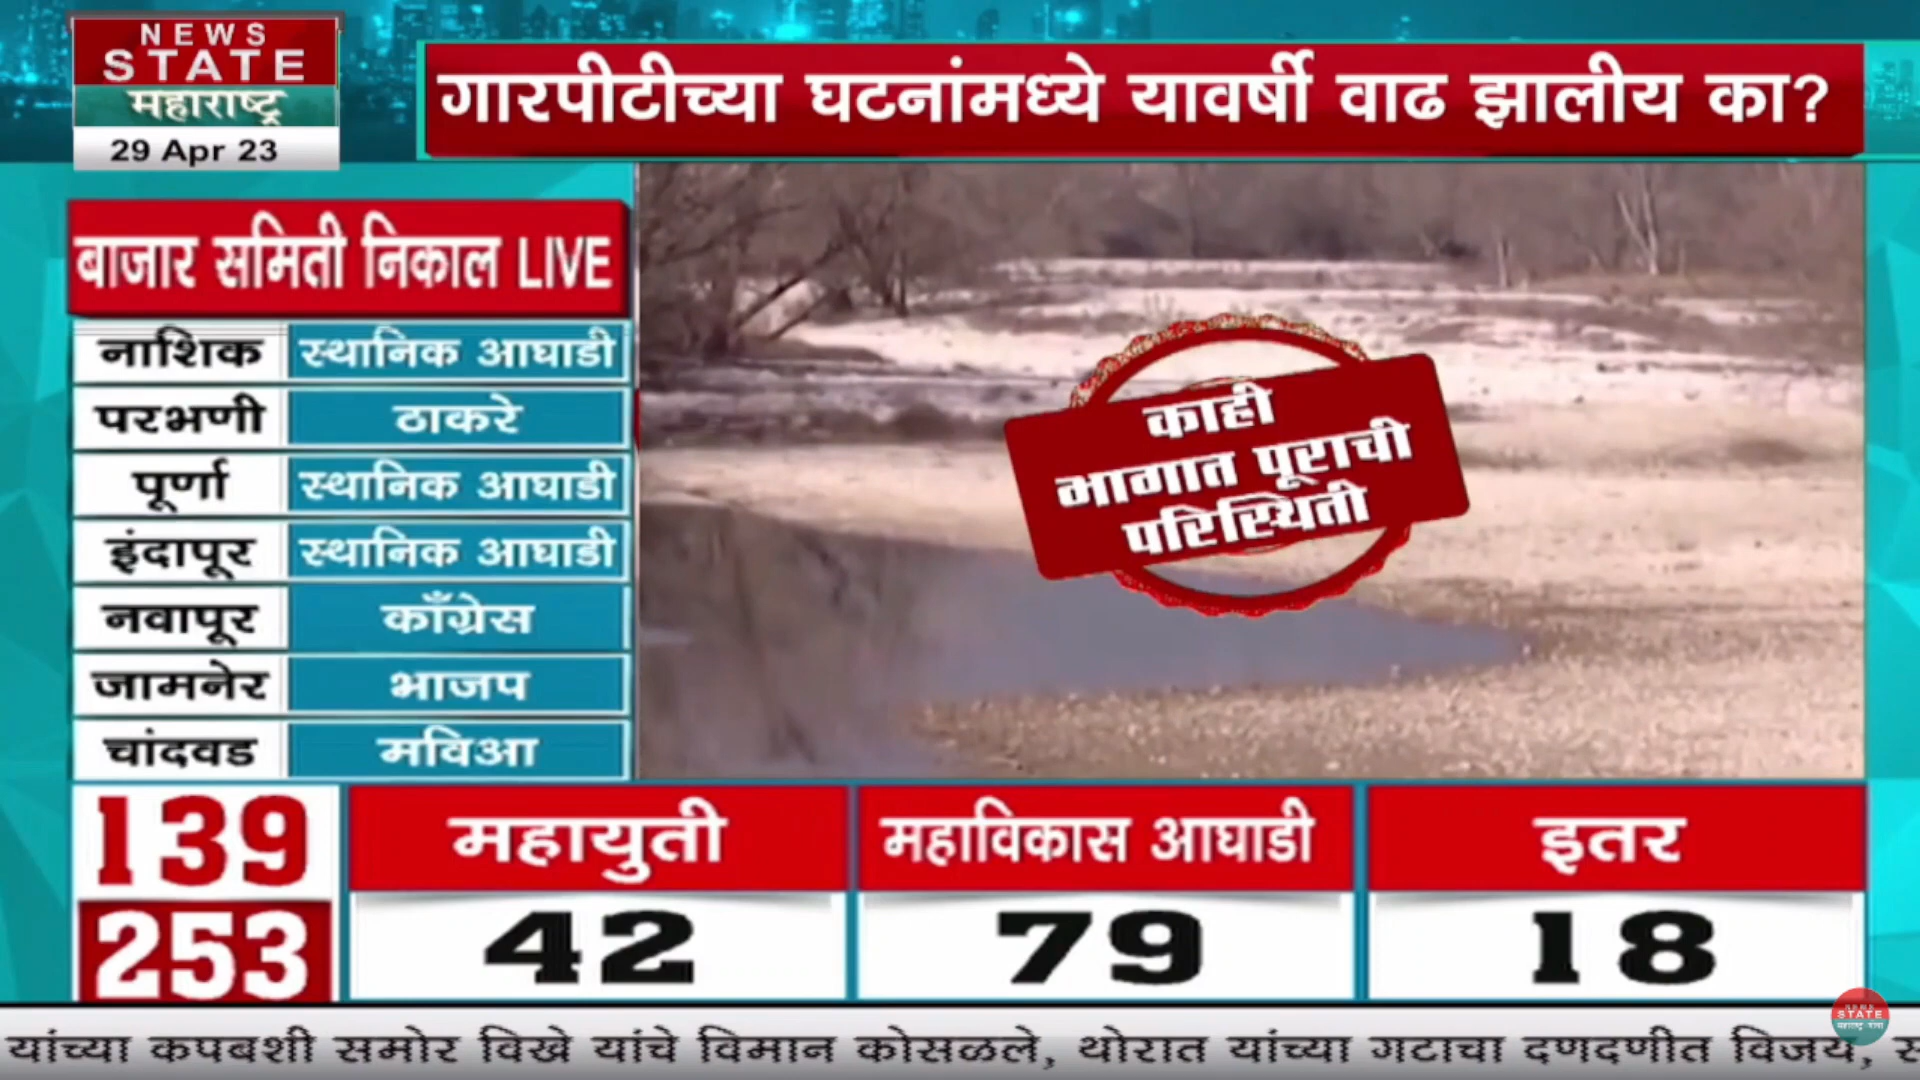 NEWS
STATE
महाराष्ट्र
29 Apr 23
गारपीटीच्या घटनांमध्ये यावर्षी वाढ झालीय का?
बाजार समिती निकाल LIVE
नाशिक स्थानिक आघाडी
परभणी ठाकरे
पूर्णा स्थानिक आघाडी
इंदापूर स्थानिक आघाडी
नवापूर काँग्रेस
जामनेर भाजप
चांदवड मविआ
काही
भागात पूराची
परिस्थिती
139
253
महायुती महाविकास आघाडी इतर
42 79 18
यांच्या कपबशी समोर विखे यांचे विमान कोसळले, थोरात यांच्या गटाचा दणदणीत विजय,
NEWS
STATE